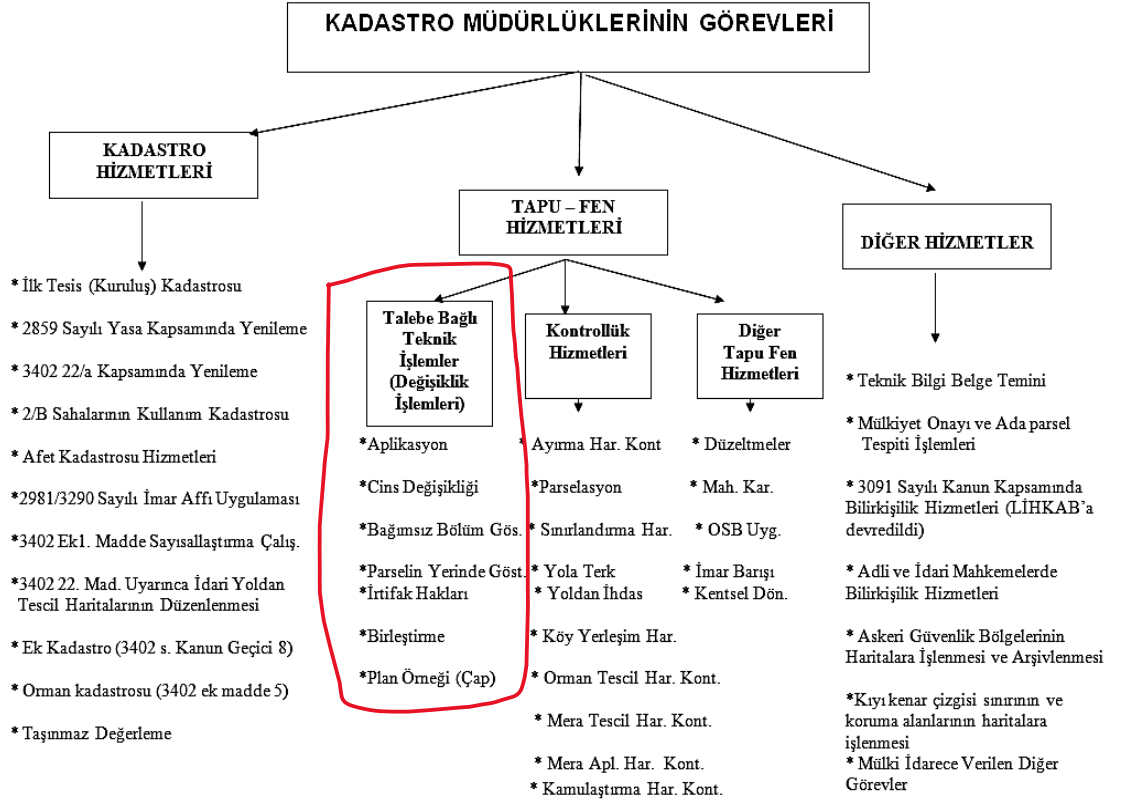 KADASTRO MÜDÜRLÜKLERİNİN GÖREVLERİ
KADASTRO
HİZMETLERİ
* İlk Tesis (Kuruluş) Kadastrosu
* 2859 Sayılı Yasa Kapsamında Yenileme
* 3402 22/a Kapsamında Yenileme
* 2/B Sahalarının Kullanım Kadastrosu
* Afet Kadastrosu Hizmetleri
*2981/3290 Sayılı İmar Affı Uygulaması
*3402 Ek1. Madde Sayısallaştırma Çalış.
*3402 22. Mad. Uyarınca İdari Yoldan
Tescil Haritalarının Düzenlenmesi
* Ek Kadastro (3402 s. Kanun Geçici 8)
* Orman kadastrosu (3402 ek madde 5)
* Taşınmaz Değerleme
TAPU – FEN
HİZMETLERİ
Talebe Bağlı
Teknik
İşlemler
(Değişiklik
İşlemleri)
*Aplikasyon
*Cins Değişikliği
*Bağımsız Bölüm Gös.
*Parselin Yerinde Göst.
*İrtifak Hakları
*Birleştirme
*Plan Örneği (Çap)
Kontrollük
Hizmetleri
* Ayırma Har. Kont
*Parselasyon
* Sınırlandırma Har.
* Yola Terk
* Yoldan İhdas
* Köy Yerleşim Har.
* Orman Tescil Har. Kont.
* Mera Tescil Har. Kont.
* Mera Apl. Har. Kont.
* Kamulaştırma Har. Kont.
Diğer
Tapu Fen
Hizmetleri
* Düzeltmeler
* Mah. Kar.
* OSB Uyg.
* İmar Barışı
* Kentsel Dön.
DİĞER HİZMETLER
* Teknik Bilgi Belge Temini
* Mülkiyet Onayı ve Ada parsel
Tespiti İşlemleri
* 3091 Sayılı Kanun Kapsamında
Bilirkişilik Hizmetleri (LİHKAB’a
devredildi)
* Adli ve İdari Mahkemelerde
Bilirkişilik Hizmetleri
* Askeri Güvenlik Bölgelerinin
Haritalara İşlenmesi ve Arşivlenmesi
*Kıyı kenar çizgisi sınırının ve
koruma alanlarının haritalara
işlenmesi
* Mülki İdarece Verilen Diğer
Görevler